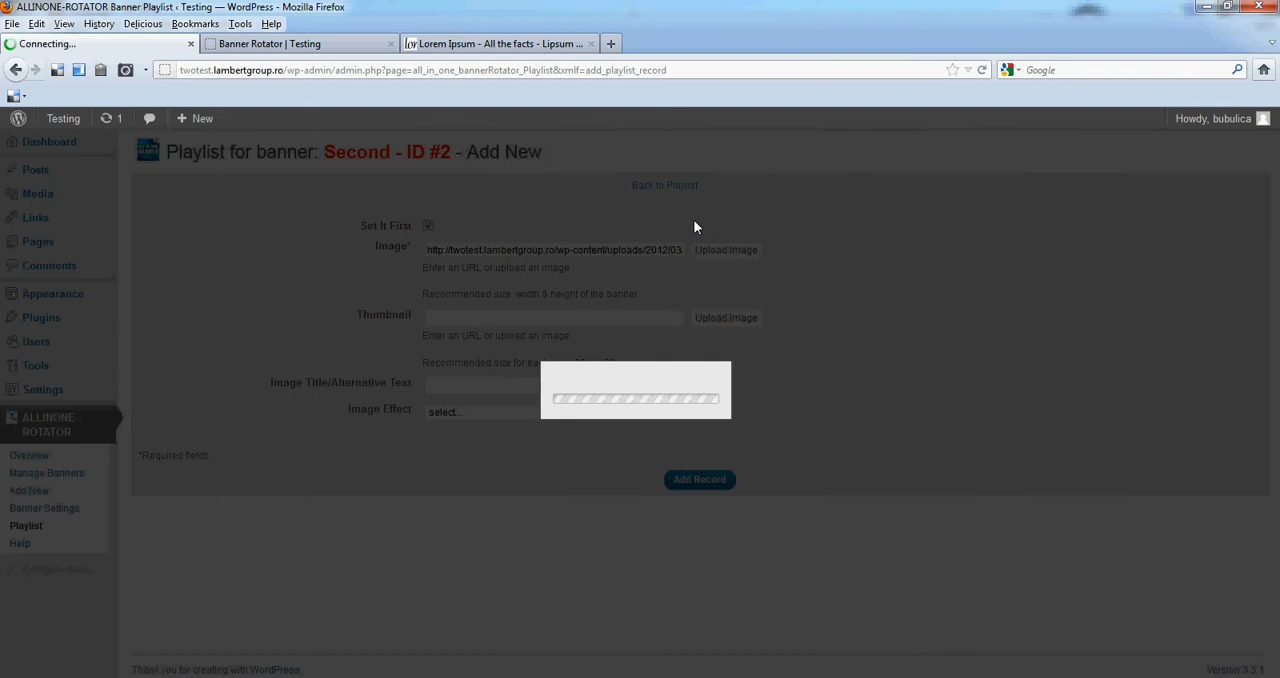 ALLINONE-ROTATOR Banner Playlist ‹ Testing — WordPress - Mozilla Firefox
File Edit View History Delicious Bookmarks Tools Help
Connecting... Banner Rotator | Testing Lorem Ipsum - All the facts - Lipsum ...
twotest.lambertgroup.ro/wp-admin/admin.php?page=all_in_one_bannerRotator_Playlist&xmlf=add_playlist_record Google
Testing 1 New Howdy, bubulica
Dashboard
Playlist for banner: Second - ID #2 - Add New
Posts
Back to Playlist
Media
Links
Set It First
Pages
Image* http://twotest.lambertgroup.ro/wp-content/uploads/2012/03 Upload Image
Comments
Enter an URL or upload an image
Appearance
Recommended size: width & height of the banner
Plugins
Thumbnail Upload Image
Users
Enter an URL or upload an image
Tools
Recommended size for
Image Title/Alternative Text
Settings
Image Effect select...
ALLINONE-
ROTATOR
Overview
*Required fields
Manage Banners
Add Record
Add New
Banner Settings
Playlist
Help
Thank you for creating with WordPress. Version 3.5.1